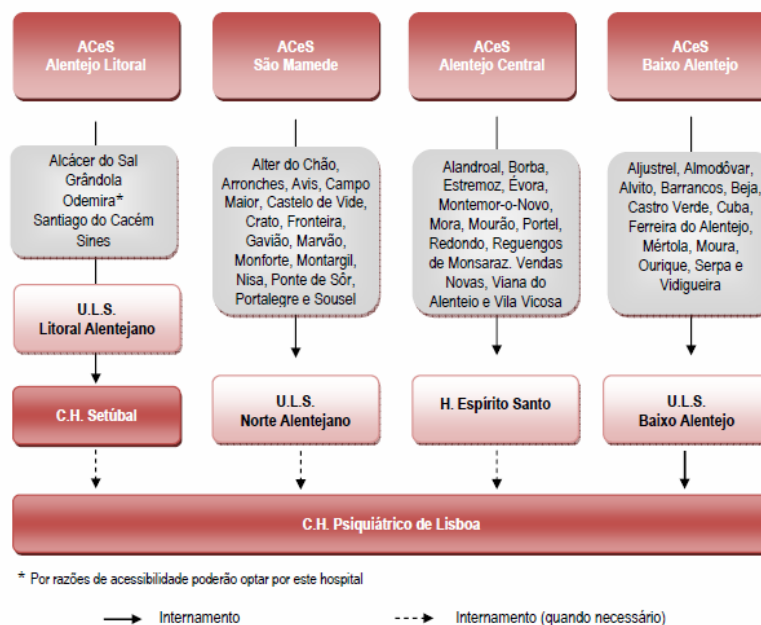 ACeS
Alentejo Litoral
ACeS
São Mamede
ACeS
Alentejo Central
ACeS
Baixo Alentejo
Alcácer do Sal
Grândola
Odemira*
Santiago do Cacém
Sines
Alter do Chão,
Arronches, Avis, Campo
Maior, Castelo de Vide,
Crato, Fronteira,
Gavião, Marvão,
Monforte, Montargil,
Nisa, Ponte de Sôr,
Portalegre e Sousel
Alandroal, Borba,
Estremoz, Évora,
Montemor-o-Novo,
Mora, Mourão, Portel,
Redondo, Reguengos
de Monsaraz. Vendas
Novas, Viana do
Alenteio e Vila Vicosa
Aljustrel, Almodôvar,
Alvito, Barrancos, Beja,
Castro Verde, Cuba,
Ferreira do Alentejo,
Mértola, Moura,
Ourique, Serpa e
Vidigueira
U.L.S.
Litoral Alentejano
C.H. Setúbal
U.L.S.
Norte Alentejano
H. Espírito Santo
U.L.S.
Baixo Alentejo
C.H. Psiquiátrico de Lisboa
* Por razões de acessibilidade poderão optar por este hospital
Internamento
Internamento (quando necessário)